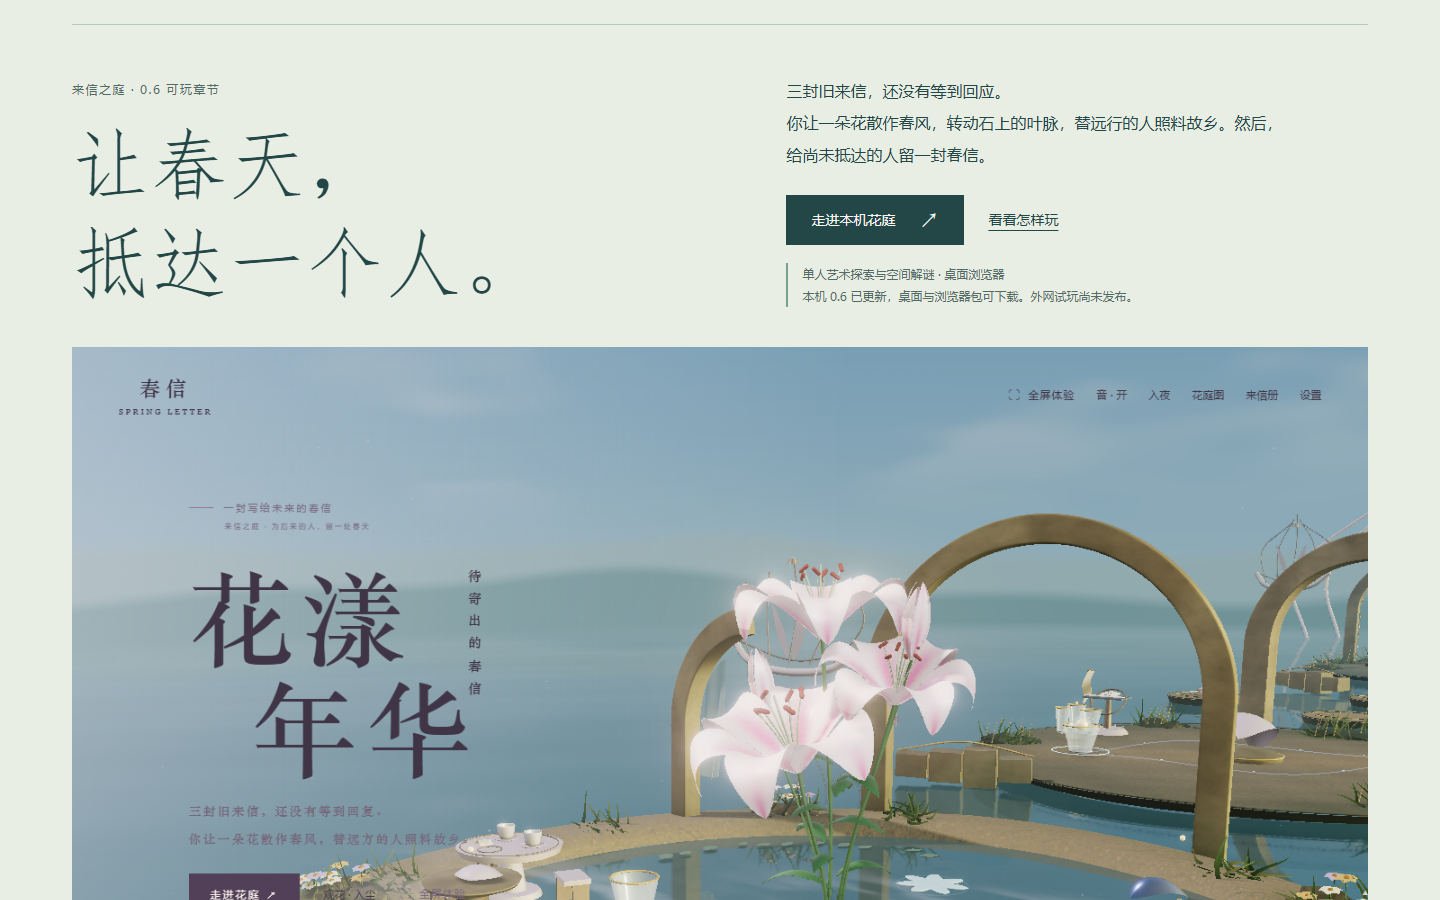 来信之庭 · 0.6 可玩章节
让春天，
抵达一个人。
三封旧来信，还没有等到回应。
你让一朵花散作春风，转动石上的叶脉，替远行的人照料故乡。然后，
给尚未抵达的人留一封春信。
走进本机花庭 ↗
看看怎样玩
单人艺术探索与空间解谜 · 桌面浏览器
本机 0.6 已更新，桌面与浏览器包可下载。外网试玩尚未发布。
春信
SPRING LETTER
全屏体验
音 · 开
入夜
花庭图
来信册
设置
一封写给未来的春信
来信之庭 · 为后来的人，留一处春天
花漾
年华
待寄出的春信
三封旧来信，还没有等到回复。
你让一朵花散作春风，替远方的人照料故乡。
走进花庭 ↗
全屏体验